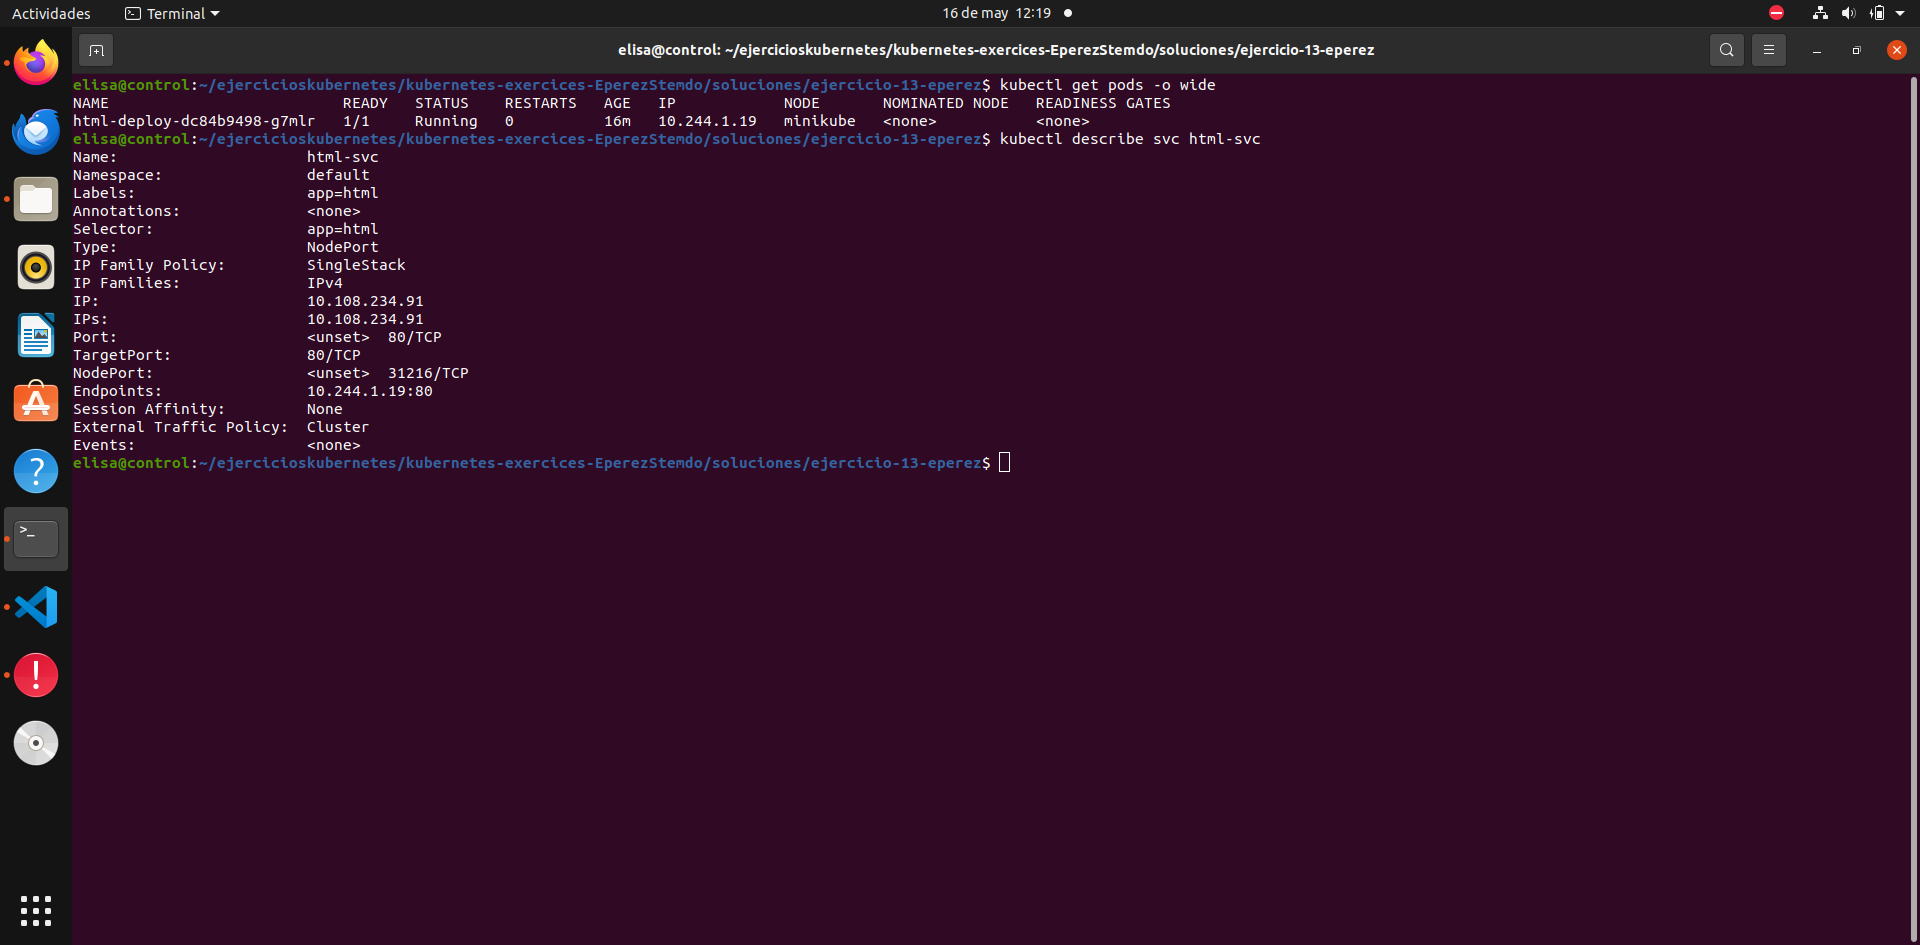 Actividades Terminal 16 de may 12:19
elisa@control: ~/ejercicioskubernetes/kubernetes-exercices-EperezStemdo/soluciones/ejercicio-13-eperez
elisa@control:~/ejercicioskubernetes/kubernetes-exercices-EperezStemdo/soluciones/ejercicio-13-eperez$ kubectl get pods -o wide
NAME READY STATUS RESTARTS AGE IP NODE NOMINATED NODE READINESS GATES
html-deploy-dc84b9498-g7mlr 1/1 Running 0 16m 10.244.1.19 minikube <none> <none>
elisa@control:~/ejercicioskubernetes/kubernetes-exercices-EperezStemdo/soluciones/ejercicio-13-eperez$ kubectl describe svc html-svc
Name: html-svc
Namespace: default
Labels: app=html
Annotations: <none>
Selector: app=html
Type: NodePort
IP Family Policy: SingleStack
IP Families: IPv4
IP: 10.108.234.91
IPs: 10.108.234.91
Port: <unset> 80/TCP
TargetPort: 80/TCP
NodePort: <unset> 31216/TCP
Endpoints: 10.244.1.19:80
Session Affinity: None
External Traffic Policy: Cluster
Events: <none>
elisa@control:~/ejercicioskubernetes/kubernetes-exercices-EperezStemdo/soluciones/ejercicio-13-eperez$